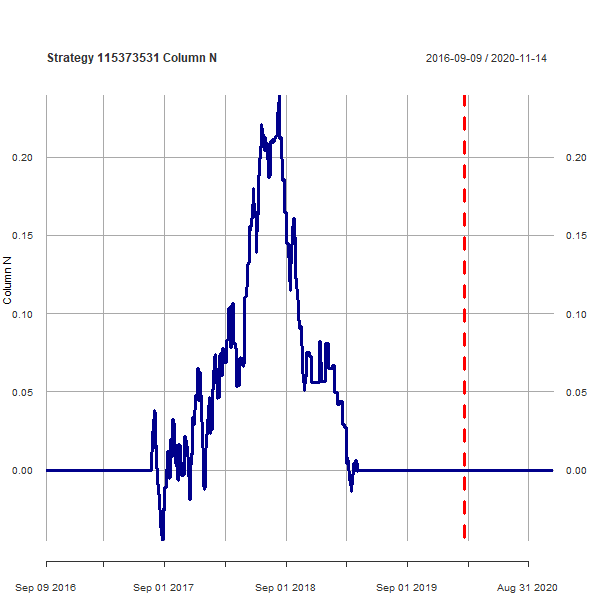 Strategy 115373531 Column N
2016-09-09 / 2020-11-14
0.20
0.20
0.15
0.15
Column N
0.10
0.10
0.05
0.05
0.00
0.00
Sep 09 2016
Sep 01 2017
Sep 01 2018
Sep 01 2019
Aug 31 2020